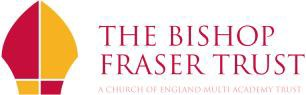 THE BISHOP
FRASER TRUST
A CHURCH OF ENGLAND MULTI ACADEMY TRUST